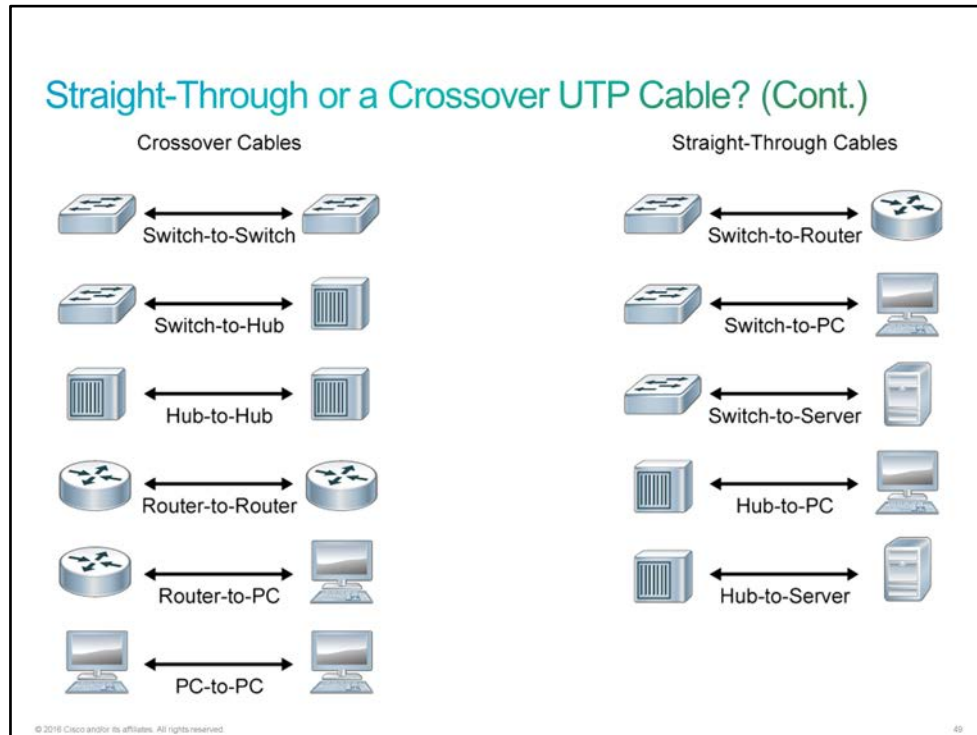 Straight-Through or a Crossover UTP Cable? (Cont.)
Crossover Cables
Switch-to-Switch
Switch-to-Hub
Hub-to-Hub
Router-to-Router
Router-to-PC
PC-to-PC
Straight-Through Cables
Switch-to-Router
Switch-to-PC
Switch-to-Server
Hub-to-PC
Hub-to-Server
© 2016 Cisco and/or its affiliates. All rights reserved.
49